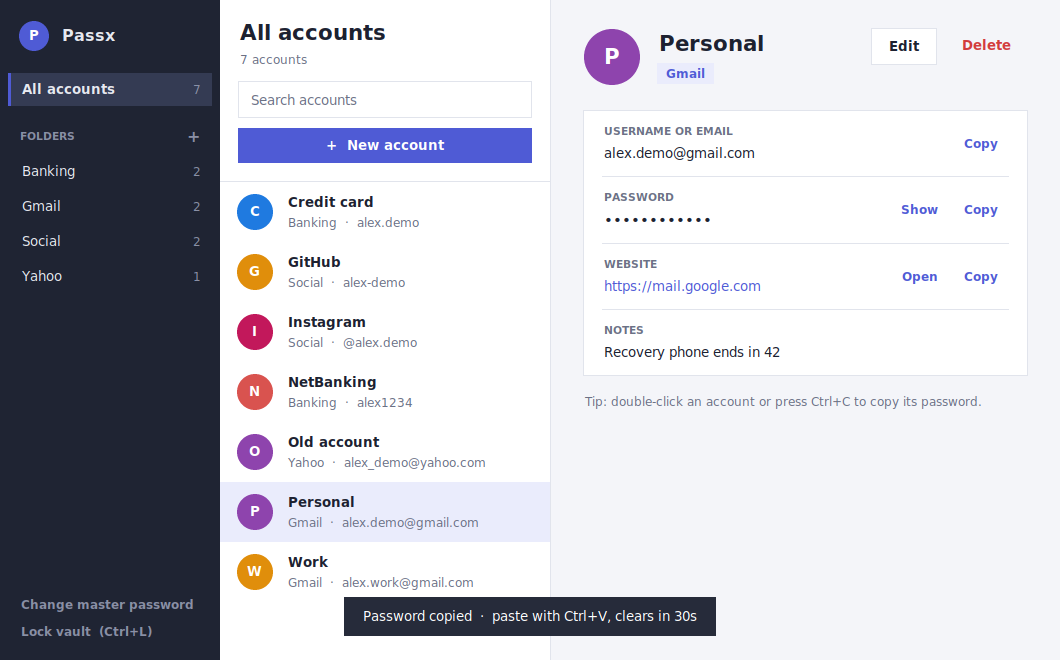 P Passx
All accounts 7
FOLDERS +
Banking 2
Gmail 2
Social 2
Yahoo 1
Change master password
Lock vault (Ctrl+L)
All accounts
7 accounts
Search accounts
+ New account
C Credit card
Banking · alex.demo
G GitHub
Social · alex-demo
I Instagram
Social · @alex.demo
N NetBanking
Banking · alex1234
O Old account
Yahoo · alex_demo@yahoo.com
P Personal
Gmail · alex.demo@gmail.com
W Work
Gmail · alex.work@gmail.com
P Personal
Gmail
Edit Delete
USERNAME OR EMAIL
alex.demo@gmail.com
Copy
PASSWORD
••••••••••••
Show Copy
WEBSITE
https://mail.google.com
Open Copy
NOTES
Recovery phone ends in 42
Tip: double-click an account or press Ctrl+C to copy its password.
Password copied · paste with Ctrl+V, clears in 30s